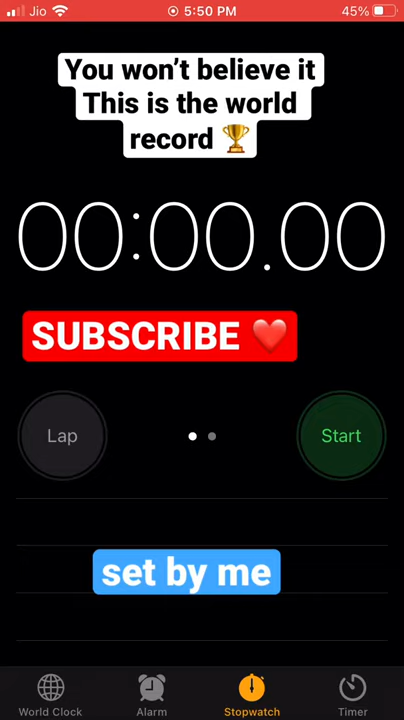 Jio 5:50 PM 45%
You won't believe it
This is the world
record 🏆
00:00.00
SUBSCRIBE ❤️
Lap Start
set by me
World Clock Alarm Stopwatch Timer